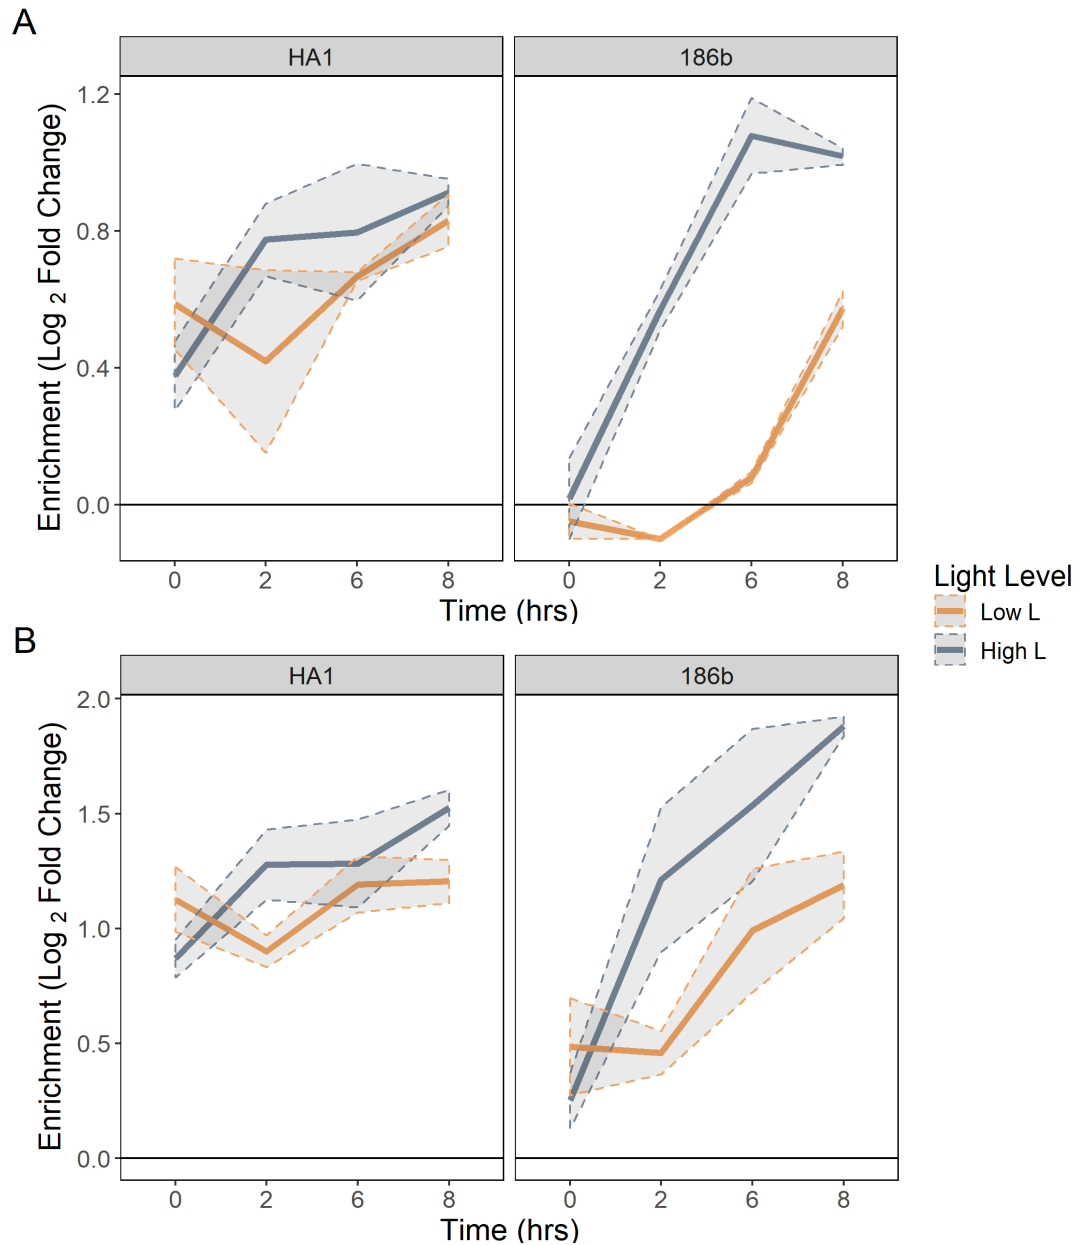 A
HA1
186b
Enrichment (Log 2 Fold Change)
1.2
0.8
0.4
0.0
0 2 6 8
0 2 6 8
Time (hrs)
Light Level
Low L
High L
B
HA1
186b
Enrichment (Log 2 Fold Change)
2.0
1.5
1.0
0.5
0.0
0 2 6 8
0 2 6 8
Time (hrs)